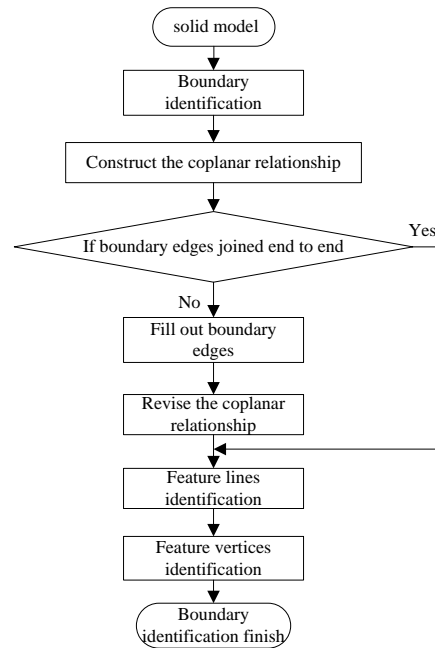 solid model
Boundary
identification
Construct the coplanar relationship
If boundary edges joined end to end
Yes
No
Fill out boundary
edges
Revise the coplanar
relationship
Feature lines
identification
Feature vertices
identification
Boundary
identification finish